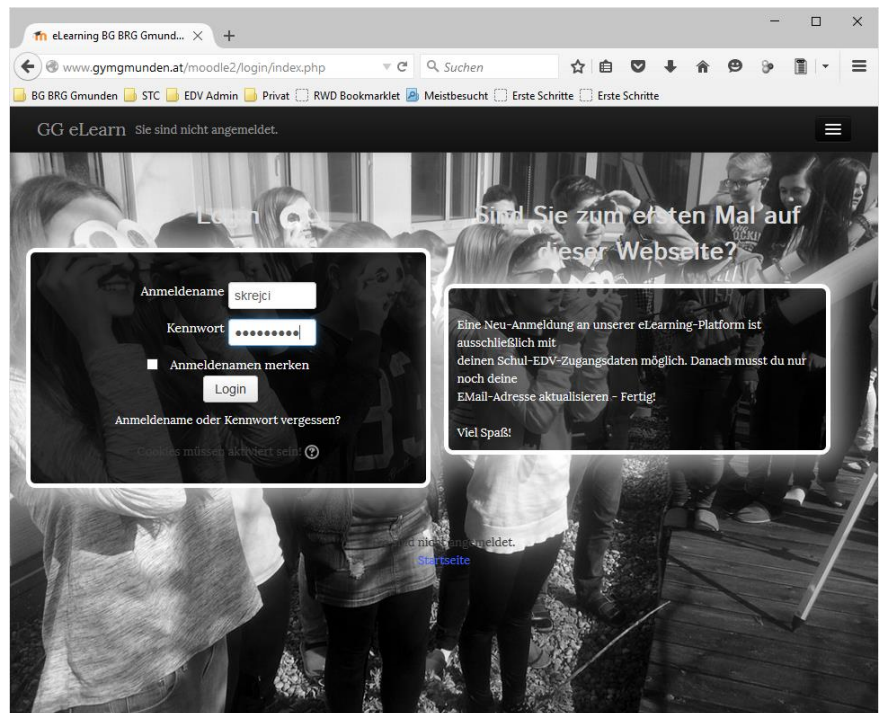 eLearning BG BRG Gmund...
www.gymgmunden.at/moodle2/login/index.php
Suchen
BG BRG Gmunden STC EDV Admin Privat RWD Bookmarklet Meistbesucht Erste Schritte Erste Schritte
GG eLearn Sie sind nicht angemeldet.
Login
Anmeldename skrejci
Kennwort •••••••••
Anmeldenamen merken
Login
Anmeldename oder Kennwort vergessen?
Cookies müssen aktiviert sein!
Sind Sie zum ersten Mal auf
dieser Webseite?
Eine Neu-Anmeldung an unserer eLearning-Platform ist
ausschließlich mit
deinen Schul-EDV-Zugangsdaten möglich. Danach musst du nur
noch deine
EMail-Adresse aktualisieren - Fertig!
Viel Spaß!
nicht angemeldet.
Startseite